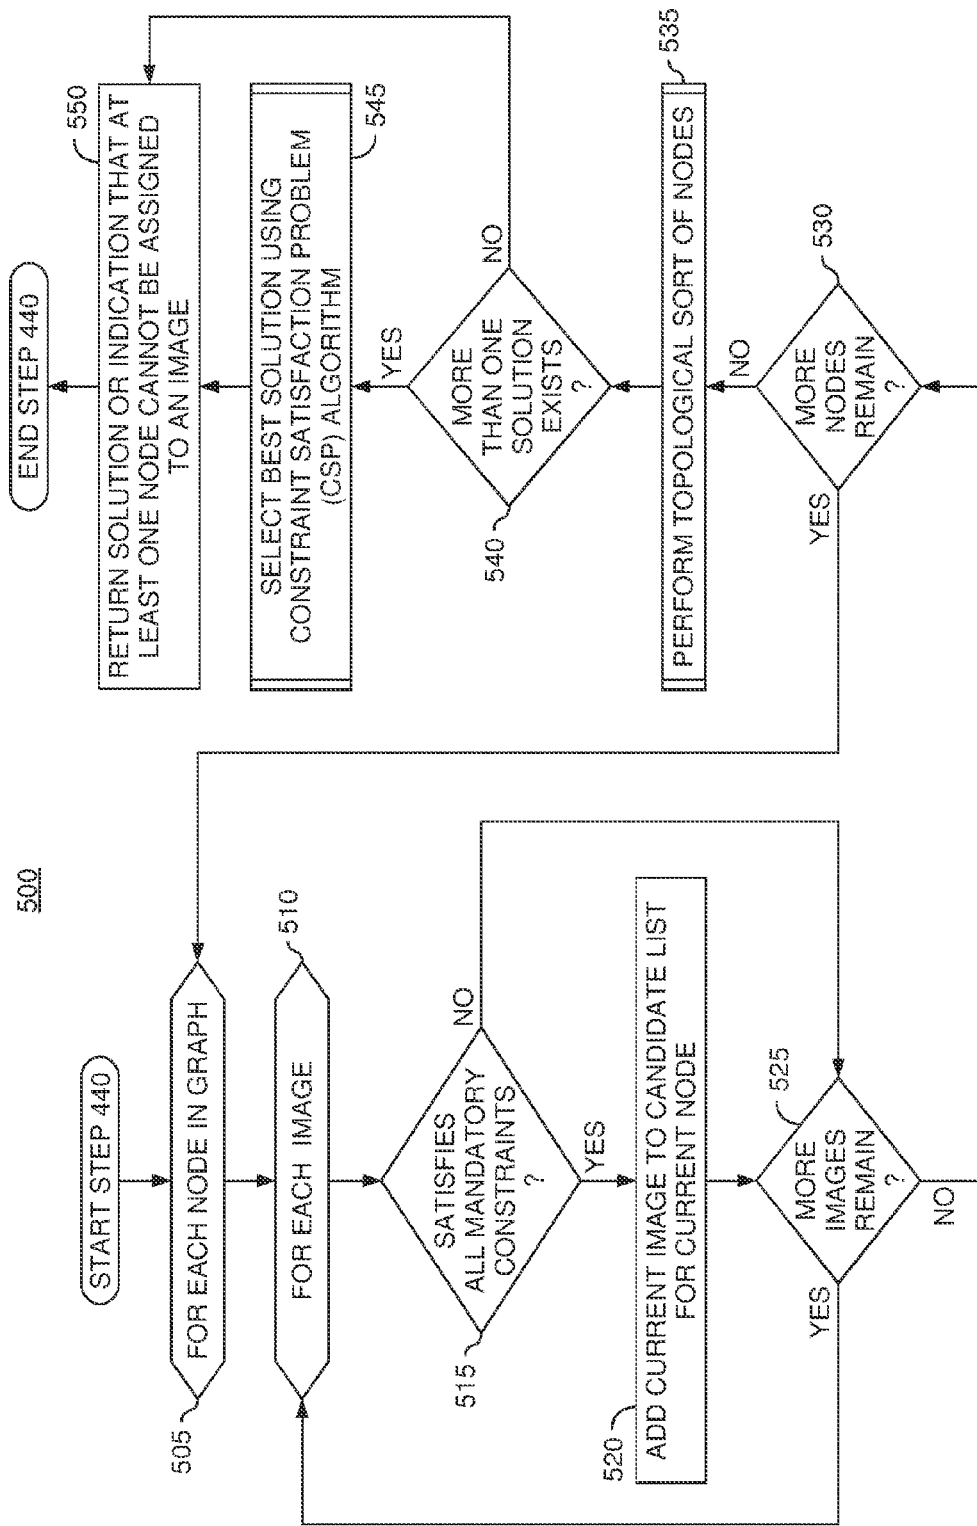 500
START STEP 440
FOR EACH NODE IN GRAPH
505
FOR EACH IMAGE
510
SATISFIES
ALL MANDATORY
CONSTRAINTS
?
515
NO
YES
ADD CURRENT IMAGE TO CANDIDATE LIST
FOR CURRENT NODE
520
MORE
IMAGES
REMAIN
?
525
YES
NO
MORE
NODES
REMAIN
?
530
YES
NO
PERFORM TOPOLOGICAL SORT OF NODES
535
MORE
THAN ONE
SOLUTION
EXISTS
?
540
NO
YES
SELECT BEST SOLUTION USING
CONSTRAINT SATISFACTION PROBLEM
(CSP) ALGORITHM
545
RETURN SOLUTION OR INDICATION THAT AT
LEAST ONE NODE CANNOT BE ASSIGNED
TO AN IMAGE
550
END STEP 440